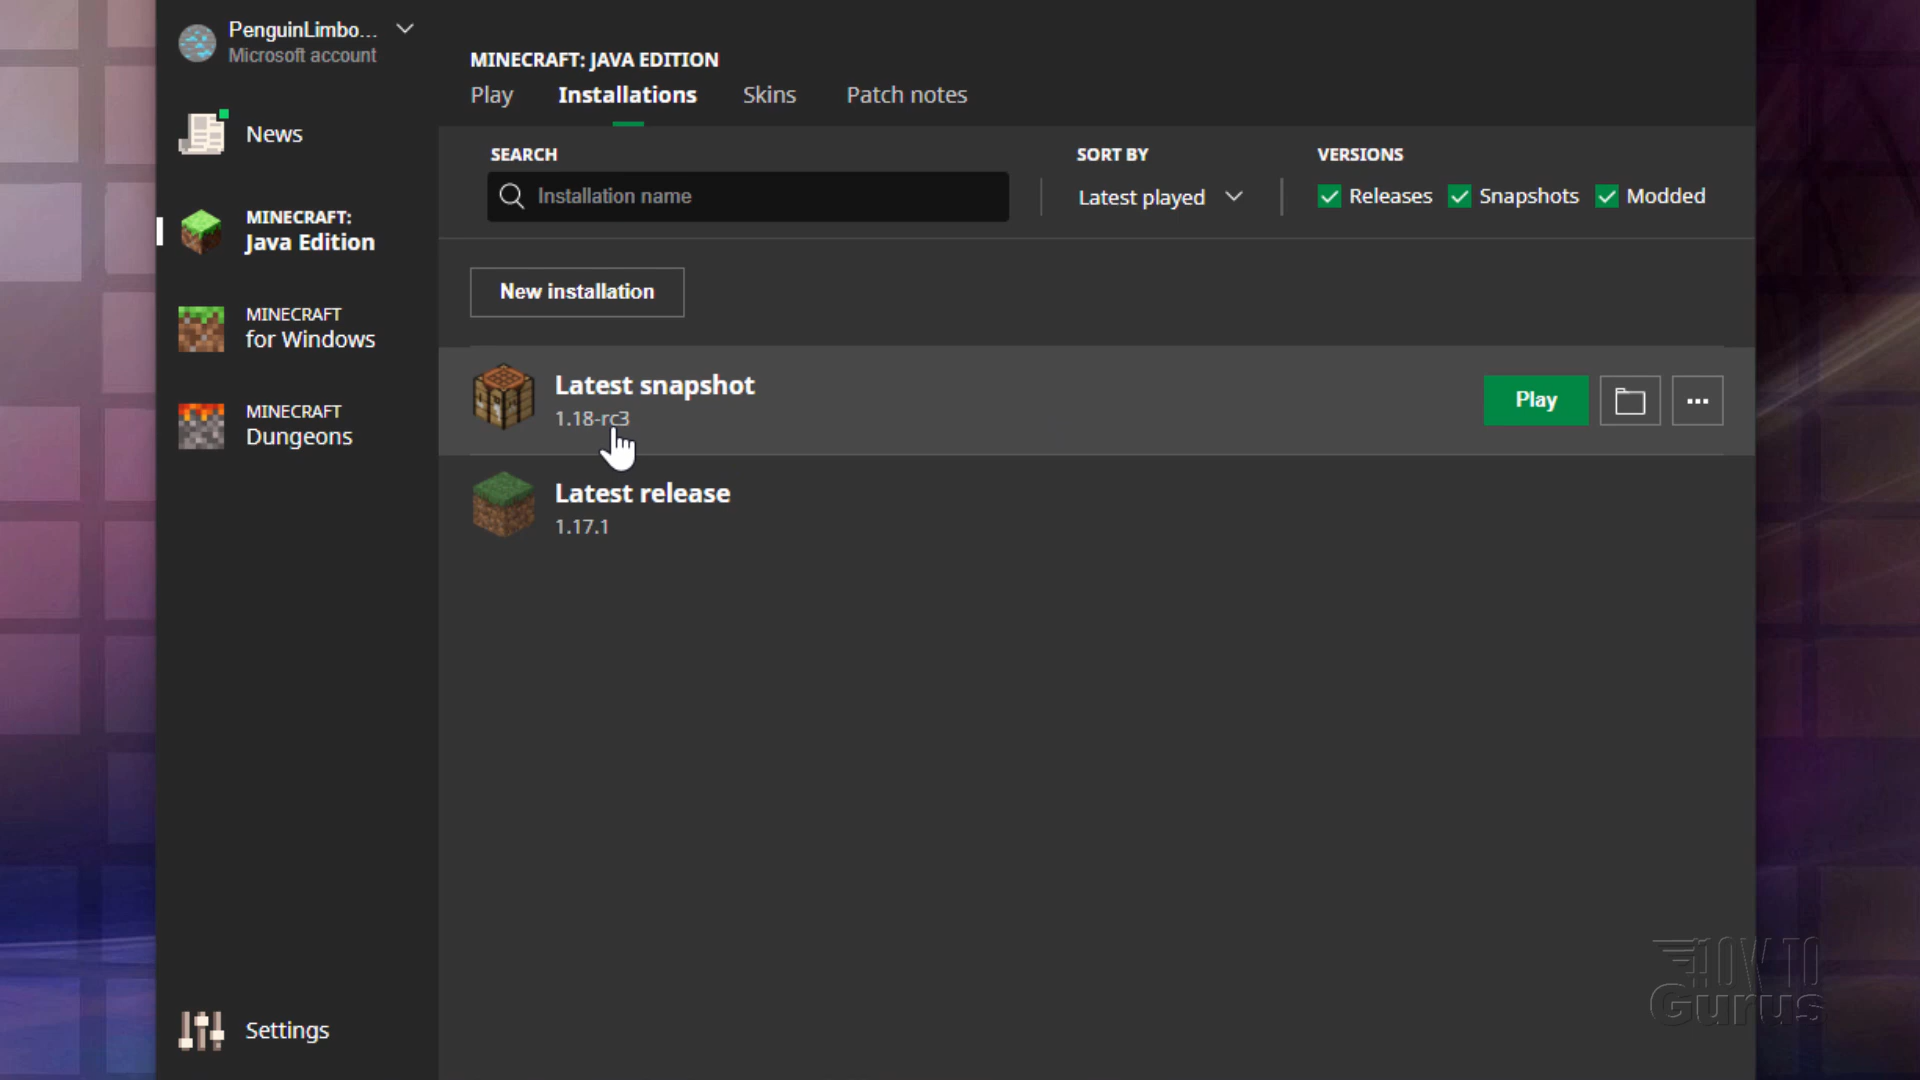 PenguinLimbo...
Microsoft account
News
MINECRAFT:
Java Edition
MINECRAFT
for Windows
MINECRAFT
Dungeons
Settings
MINECRAFT: JAVA EDITION
Play
Installations
Skins
Patch notes
SEARCH
Installation name
SORT BY
Latest played
VERSIONS
Releases
Snapshots
Modded
New installation
Latest snapshot
1.18-rc3
Play
...
Latest release
1.17.1
HOW TO
Gurus